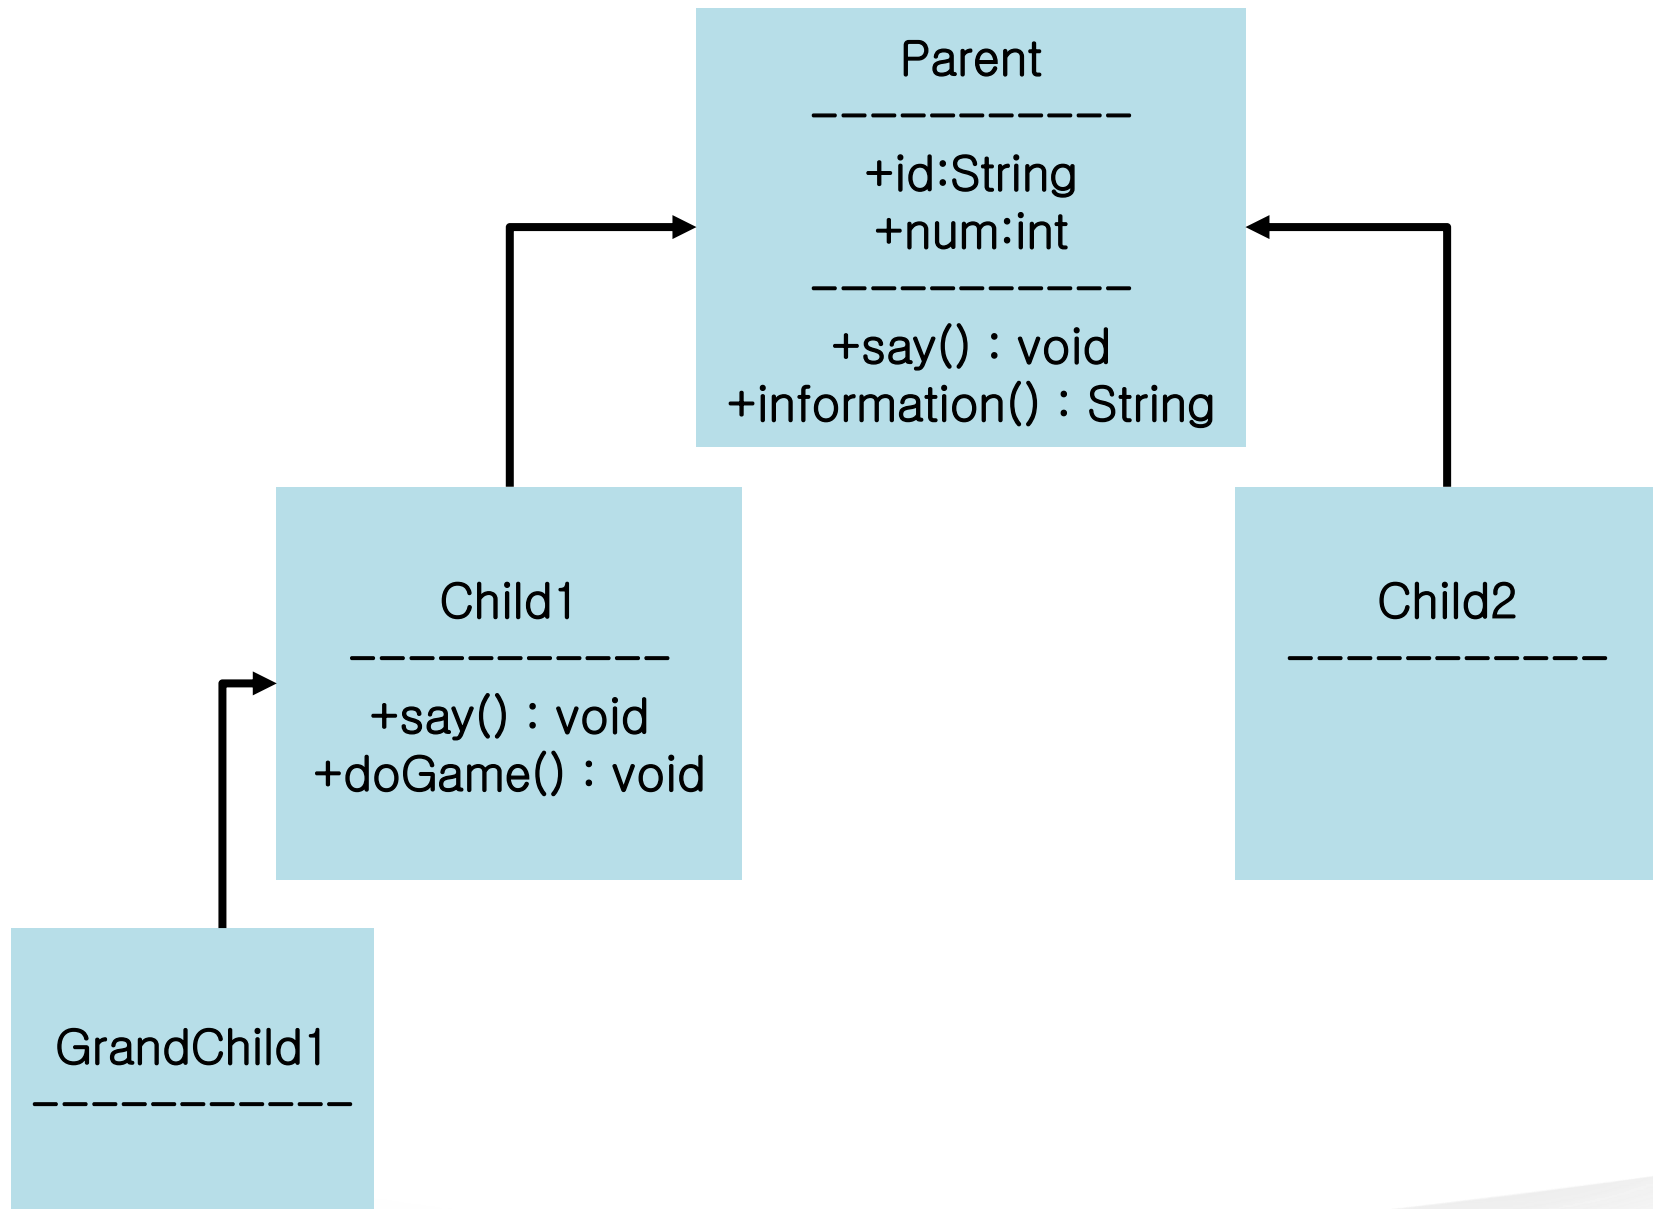 Parent
-----------
+id:String
+num:int
-----------
+say() : void
+information() : String
Child1
-----------
+say() : void
+doGame() : void
Child2
-----------
GrandChild1
-----------